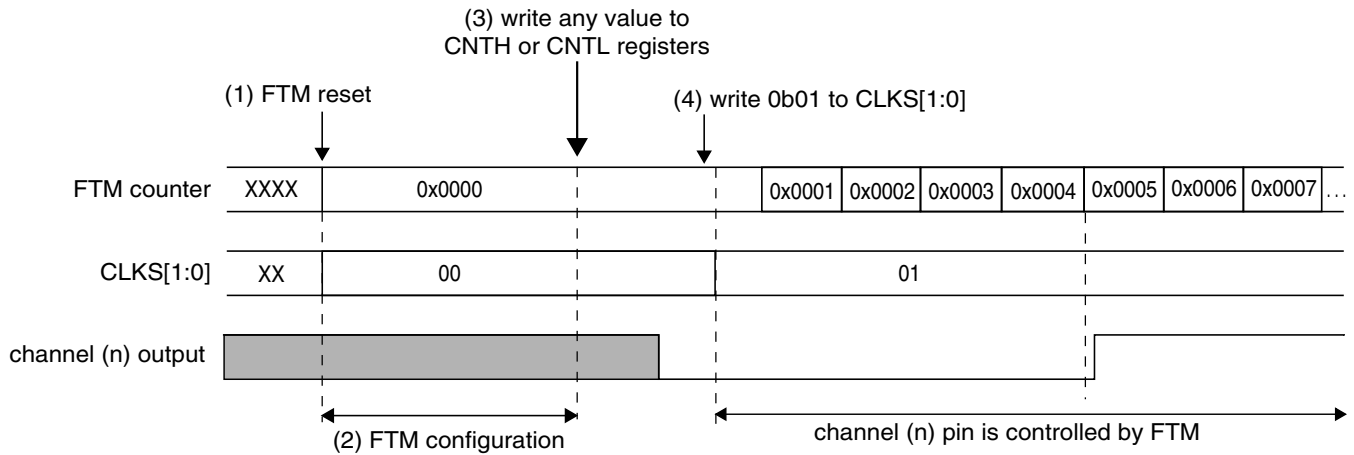 (3) write any value to
CNTH or CNTL registers
(1) FTM reset
(4) write 0b01 to CLKS[1:0]
FTM counter XXXX 0x0000 0x0001 0x0002 0x0003 0x0004 0x0005 0x0006 0x0007 ...
CLKS[1:0] XX 00 01
channel (n) output
(2) FTM configuration
channel (n) pin is controlled by FTM